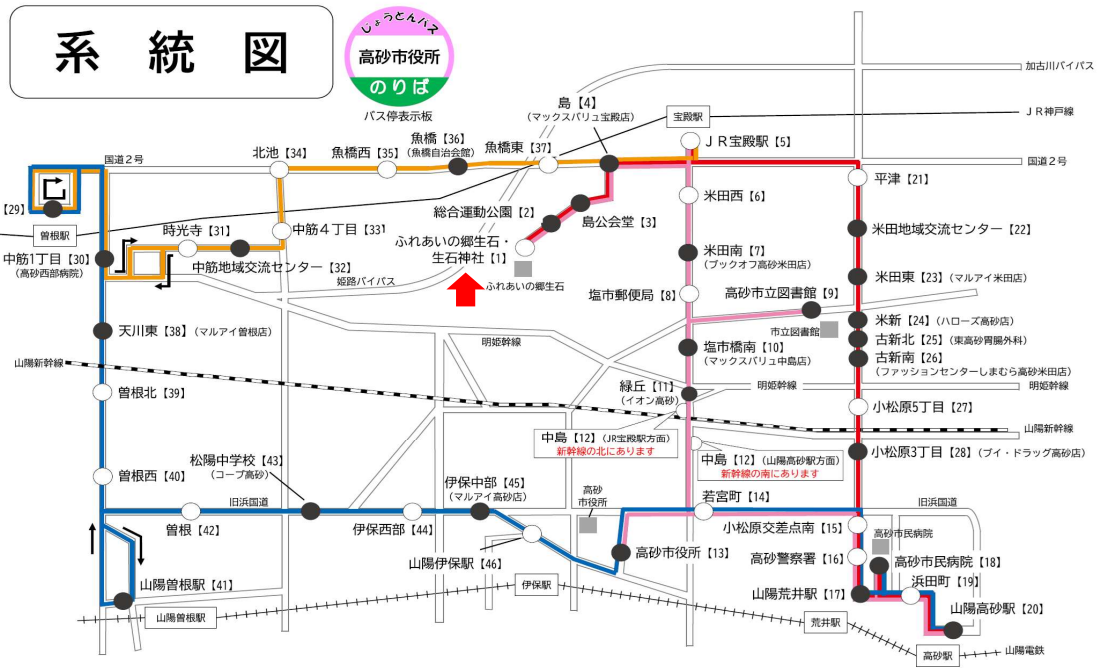 系統図
じょうとんバス
高砂市役所
のりば
バス停表示板
加古川バイパス
JR神戸線
島【4】
(マックスバリュ宝殿店)
宝殿駅
JR宝殿駅【5】
国道2号
国道2号
北池【34】
魚橋西【35】
魚橋【36】
(魚橋自治会館)
魚橋東【37】
平津【21】
米田西【6】
【29】
曽根駅
総合運動公園【2】
島公会堂【3】
時光寺【31】
中筋4丁目【33】
米田地域交流センター【22】
ふれあいの郷生石・
生石神社【1】
ふれあいの郷生石
中筋1丁目【30】
(高砂西部病院)
中筋地域交流センター【32】
姫路バイパス
米田南【7】
(ブックオフ高砂米田店)
米田東【23】(マルアイ米田店)
塩市郵便局【8】
高砂市立図書館【9】
市立図書館
米新【24】(ハローズ高砂店)
天川東【38】(マルアイ曽根店)
古新北【25】(東高砂胃腸外科)
明姫幹線
塩市橋南【10】
(マックスバリュ中島店)
古新南【26】
(ファッションセンターしまむら高砂米田店)
山陽新幹線
緑丘【11】
(イオン高砂)
明姫幹線
明姫幹線
曽根北【39】
小松原5丁目【27】
山陽新幹線
中島【12】(JR宝殿駅方面)
新幹線の北にあります
中島【12】(山陽高砂駅方面)
新幹線の南にあります
小松原3丁目【28】(ブイ・ドラッグ高砂店)
曽根西【40】
松陽中学校【43】
(コープ高砂)
伊保中部【45】
(マルアイ高砂店)
高砂
市役所
旧浜国道
若宮町【14】
旧浜国道
曽根【42】
伊保西部【44】
小松原交差点南【15】
高砂市民病院
山陽伊保駅【46】
高砂市役所【13】
高砂警察署【16】
高砂市民病院【18】
浜田町【19】
山陽曽根駅【41】
伊保駅
山陽荒井駅【17】
山陽高砂駅【20】
山陽曽根駅
荒井駅
高砂駅
山陽電鉄